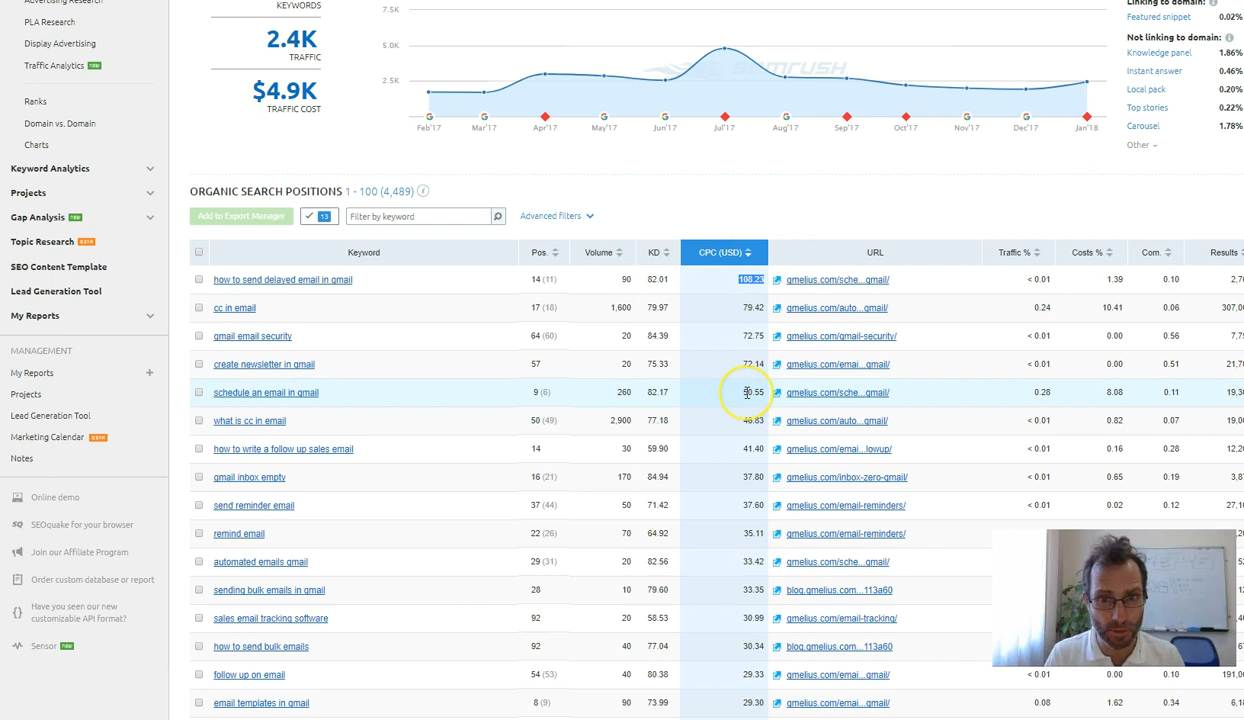 Advertising Research
PLA Research
Display Advertising
Traffic Analytics NEW
Ranks
Domain vs. Domain
Charts
Keyword Analytics
Projects
Gap Analysis NEW
Topic Research BETA
SEO Content Template
Lead Generation Tool
My Reports
MANAGEMENT
My Reports +
Projects
Lead Generation Tool
Marketing Calendar BETA
Notes
Online demo
SEOquake for your browser
Join our Affiliate Program
Order custom database or report
Have you seen our new
customizable API format?
Sensor NEW
KEYWORDS
2.4K
TRAFFIC
$4.9K
TRAFFIC COST
7.5K
5.0K
2.5K
SEMRUSH
Feb'17 Mar'17 Apr'17 May'17 Jun'17 Jul'17 Aug'17 Sep'17 Oct'17 Nov'17 Dec'17 Jan'18
Linking to domain:
Featured snippet 0.02%
Not linking to domain:
Knowledge panel 1.86%
Instant answer 0.46%
Local pack 0.20%
Top stories 0.22%
Carousel 1.78%
Other
ORGANIC SEARCH POSITIONS 1 - 100 (4,489)
Add to Export Manager 13 Filter by keyword Advanced filters
Keyword Pos. Volume KD CPC (USD) URL Traffic % Costs % Com. Results
how to send delayed email in gmail 14 (11) 90 82.01 108.23 gmelius.com/sche...gmail/ < 0.01 1.39 0.10
cc in email 17 (18) 1,600 79.97 79.42 gmelius.com/auto...gmail/ 0.24 10.41 0.06
gmail email security 64 (60) 20 84.39 72.75 gmelius.com/gmail-security/ < 0.01 0.00 0.56
create newsletter in gmail 57 20 75.33 72.14 gmelius.com/emai...gmail/ < 0.01 0.00 0.51
schedule an email in gmail 9 (6) 260 82.17 gmelius.com/sche...gmail/ 0.28 8.08 0.11
what is cc in email 50 (49) 2,900 77.18 46.83 gmelius.com/auto...gmail/ < 0.01 0.82 0.07
how to write a follow up sales email 14 30 59.90 41.40 gmelius.com/emai...lowup/ < 0.01 0.16 0.28
gmail inbox empty 16 (21) 170 84.94 37.80 gmelius.com/inbox-zero-gmail/ < 0.01 0.65 0.19
send reminder email 37 (44) 50 71.42 37.60 gmelius.com/email-reminders/ < 0.01 0.02 0.12
remind email 22 (26) 70 64.92 35.11 gmelius.com/email-reminders/
automated emails gmail 29 (31) 20 82.56 33.42 gmelius.com/sche...gmail/
sending bulk emails in gmail 28 10 79.60 33.35 blog.gmelius.com...113a60
sales email tracking software 92 20 58.53 30.99 gmelius.com/email-tracking/
how to send bulk emails 92 40 77.04 30.34 blog.gmelius.com...113a60
follow up on email 54 (53) 40 80.38 29.33 gmelius.com/emai...gmail/ < 0.01 0.00 0.10
email templates in gmail 8 (9) 90 73.99 29.30 gmelius.com/emai...gmail/ 0.08 1.62 0.34